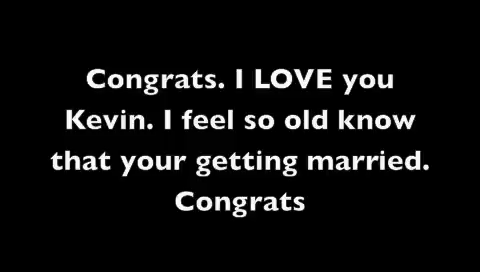 Congrats. I LOVE you
Kevin. I feel so old know
that your getting married.
Congrats